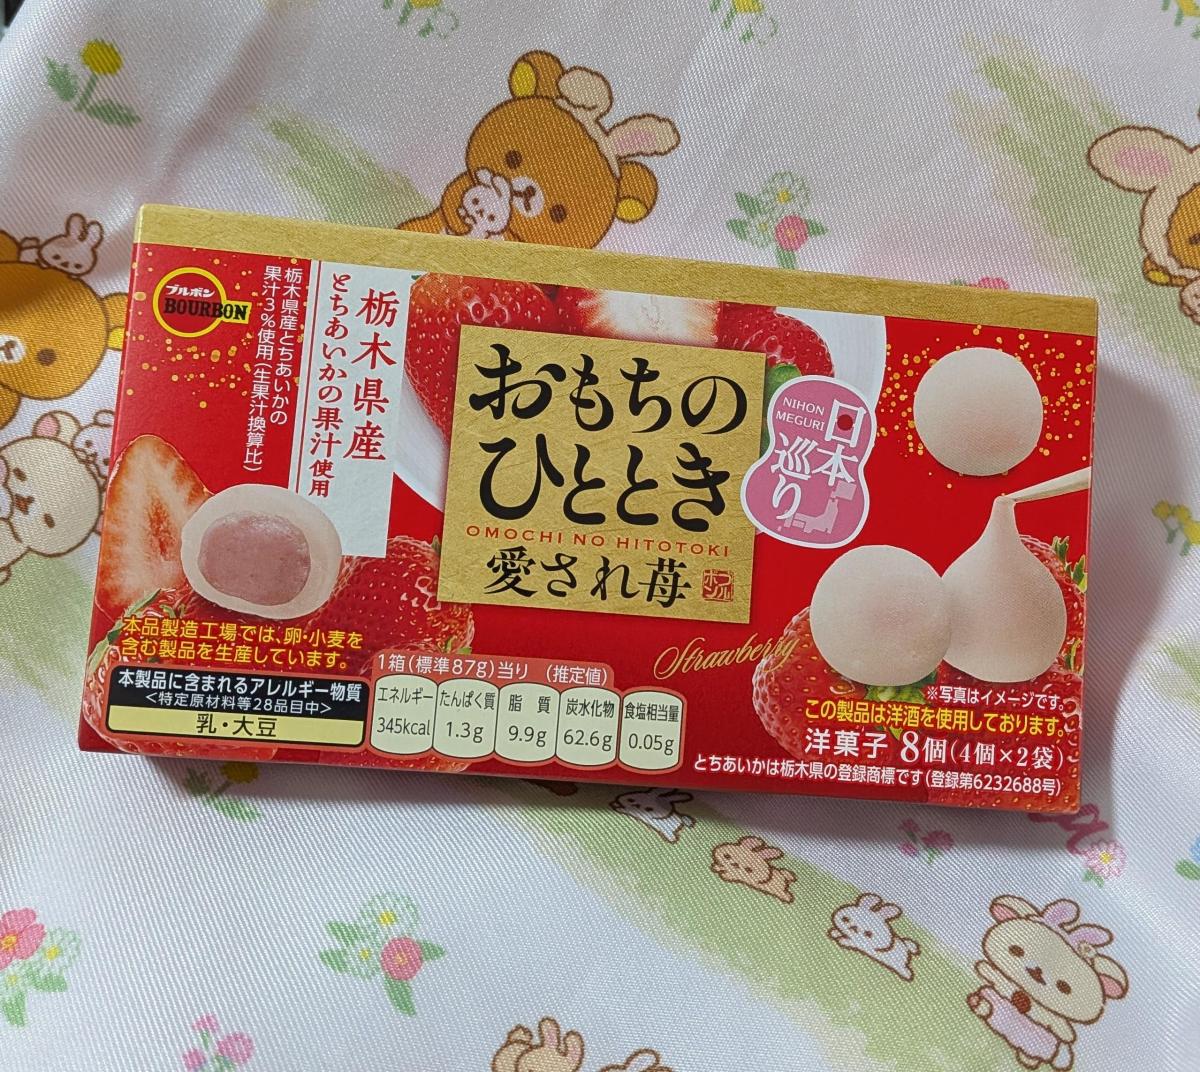 ブルボン
BOURBON
栃木県産
とちあいかの果汁使用
栃木県産とちあいかの
果汁3%使用(生果汁換算比)
おもちの
ひととき
OMOCHI NO HITOTOKI
愛され苺
ブルボン
NIHON
MEGURI
日本
巡り
Strawberry
本品製造工場では、卵・小麦を
含む製品を生産しています。
本製品に含まれるアレルギー物質
<特定原材料等28品目中>
乳・大豆
1箱(標準87g)当り (推定値)
エネルギー たんぱく質 脂質 炭水化物 食塩相当量
345kcal 1.3g 9.9g 62.6g 0.05g
※写真はイメージです。
この製品は洋酒を使用しております。
洋菓子 8個(4個×2袋)
とちあいかは栃木県の登録商標です(登録第6232688号)